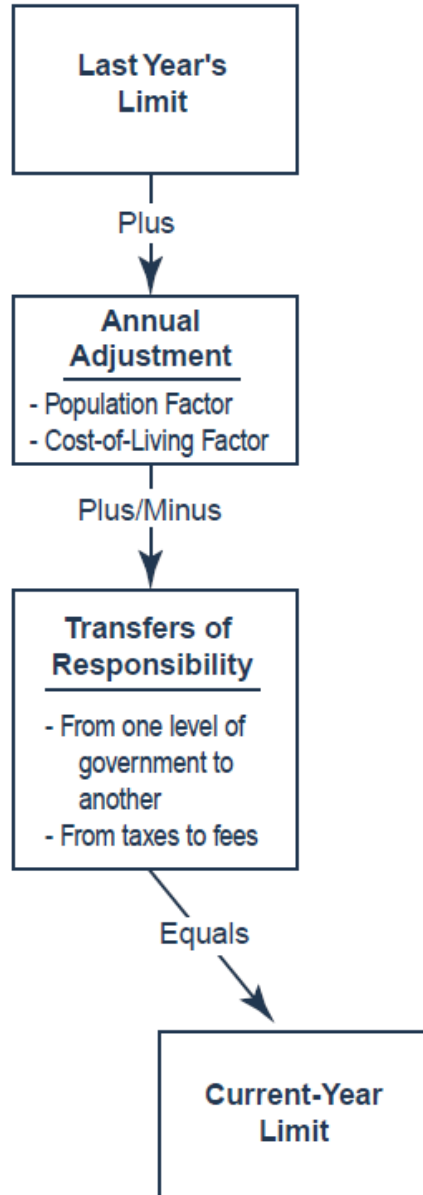 Last Year's
Limit
Plus
Annual
Adjustment
- Population Factor
- Cost-of-Living Factor
Plus/Minus
Transfers of
Responsibility
- From one level of
government to
another
- From taxes to fees
Equals
Current-Year
Limit